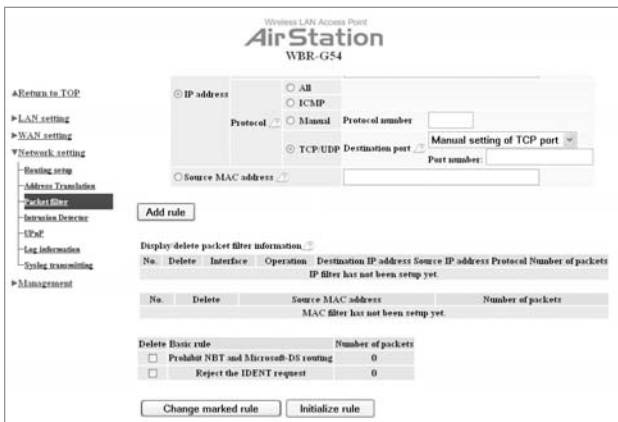 Wireless LAN Access Point
AirStation
WBR-G54
Return to TOP
LAN setting
WAN setting
Network setting
Routing setup
Address Translation
Packet filter
Intrusion Detector
UPnP
Log information
Syslog transmitting
Management
IP address
Protocol ?
All
ICMP
Manual Protocol number
TCP/UDP Destination port ? Manual setting of TCP port
Port number:
Source MAC address ?
Add rule
Display/delete packet filter information ?
No. Delete Interface Operation Destination IP address Source IP address Protocol Number of packets
IP filter has not been setup yet.
No. Delete Source MAC address Number of packets
MAC filter has not been setup yet.
Delete Basic rule Number of packets
Prohibit NBT and Microsoft-DS routing 0
Reject the IDENT request 0
Change marked rule Initialize rule